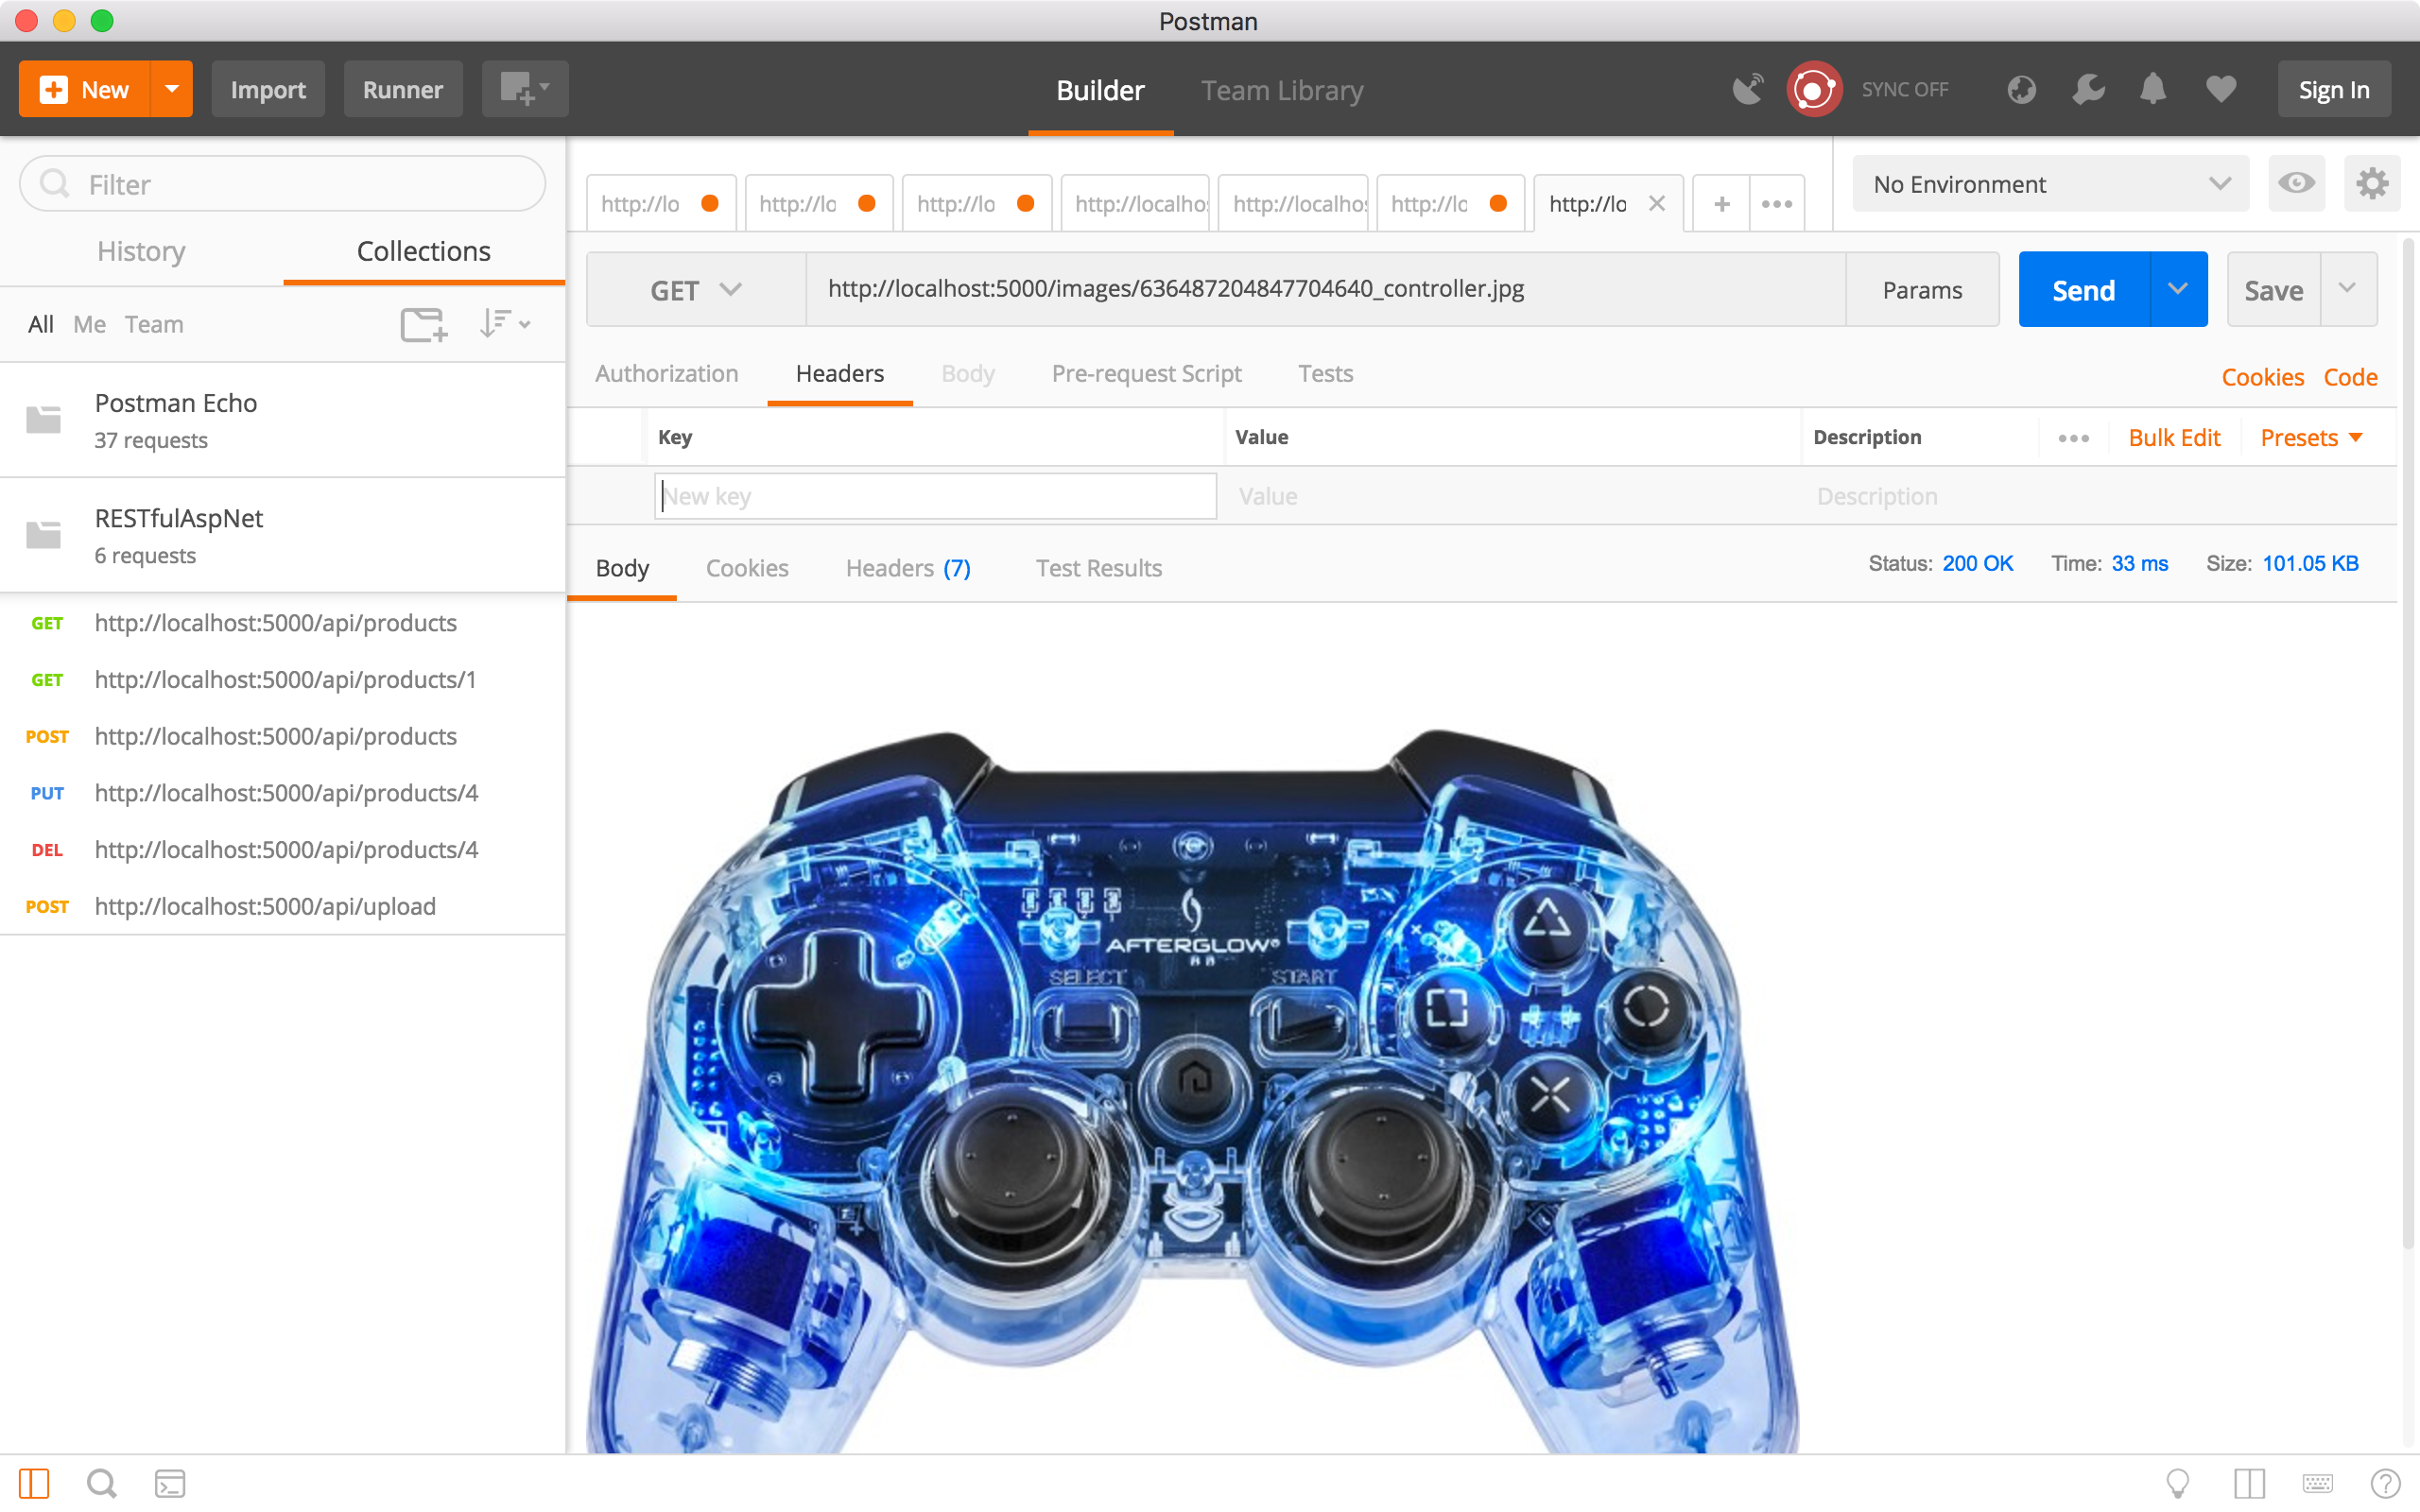 Postman
New
Import
Runner
Builder
Team Library
SYNC OFF
Sign In
Filter
History
Collections
All Me Team
Postman Echo
37 requests
RESTfulAspNet
6 requests
GET http://localhost:5000/api/products
GET http://localhost:5000/api/products/1
POST http://localhost:5000/api/products
PUT http://localhost:5000/api/products/4
DEL http://localhost:5000/api/products/4
POST http://localhost:5000/api/upload
http://lo http://lo http://lo http://localhos http://localhos http://lo http://lo
No Environment
GET http://localhost:5000/images/636487204847704640_controller.jpg Params Send Save
Authorization Headers Body Pre-request Script Tests Cookies Code
Key Value Description Bulk Edit Presets
New key Value Description
Body Cookies Headers (7) Test Results Status: 200 OK Time: 33 ms Size: 101.05 KB
AFTERGLOW®
SELECT START